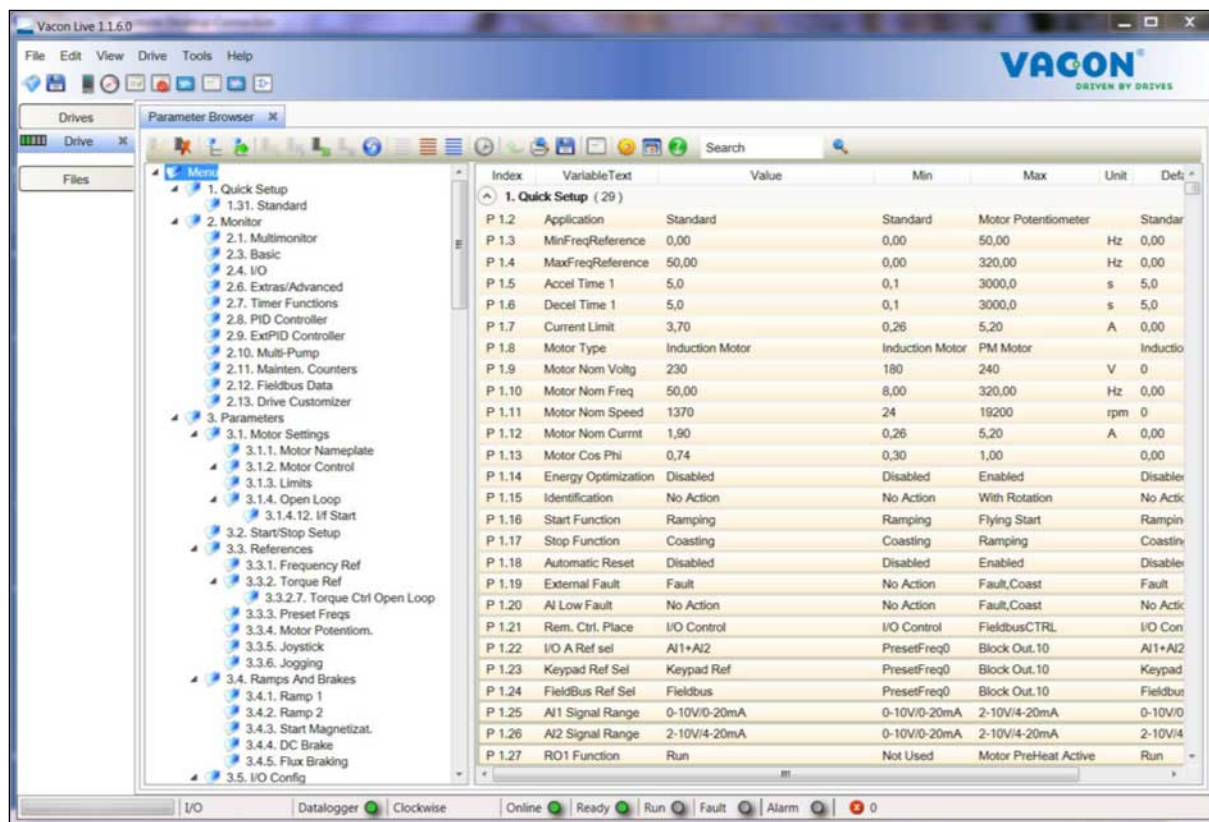 Vacon Live 1.1.6.0
File Edit View Drive Tools Help
VACON®
DRIVEN BY DRIVES
Drives
Parameter Browser
Drive
Search
Files
Menu
1. Quick Setup
1.31. Standard
2. Monitor
2.1. Multimonitor
2.3. Basic
2.4. I/O
2.6. Extras/Advanced
2.7. Timer Functions
2.8. PID Controller
2.9. ExtPID Controller
2.10. Multi-Pump
2.11. Mainten. Counters
2.12. Fieldbus Data
2.13. Drive Customizer
3. Parameters
3.1. Motor Settings
3.1.1. Motor Nameplate
3.1.2. Motor Control
3.1.3. Limits
3.1.4. Open Loop
3.1.4.12. I/f Start
3.2. Start/Stop Setup
3.3. References
3.3.1. Frequency Ref
3.3.2. Torque Ref
3.3.2.7. Torque Ctrl Open Loop
3.3.3. Preset Freqs
3.3.4. Motor Potentiom.
3.3.5. Joystick
3.3.6. Jogging
3.4. Ramps And Brakes
3.4.1. Ramp 1
3.4.2. Ramp 2
3.4.3. Start Magnetizat.
3.4.4. DC Brake
3.4.5. Flux Braking
3.5. I/O Config
Index VariableText Value Min Max Unit Defa
1. Quick Setup (29)
P 1.2 Application Standard Standard Motor Potentiometer Standar
P 1.3 MinFreqReference 0,00 0,00 50,00 Hz 0,00
P 1.4 MaxFreqReference 50,00 0,00 320,00 Hz 0,00
P 1.5 Accel Time 1 5,0 0,1 3000,0 s 5,0
P 1.6 Decel Time 1 5,0 0,1 3000,0 s 5,0
P 1.7 Current Limit 3,70 0,26 5,20 A 0,00
P 1.8 Motor Type Induction Motor Induction Motor PM Motor Inductio
P 1.9 Motor Nom Voltg 230 180 240 V 0
P 1.10 Motor Nom Freq 50,00 8,00 320,00 Hz 0,00
P 1.11 Motor Nom Speed 1370 24 19200 rpm 0
P 1.12 Motor Nom Currnt 1,90 0,26 5,20 A 0,00
P 1.13 Motor Cos Phi 0,74 0,30 1,00 0,00
P 1.14 Energy Optimization Disabled Disabled Enabled Disable
P 1.15 Identification No Action No Action With Rotation No Actic
P 1.16 Start Function Ramping Ramping Flying Start Rampin
P 1.17 Stop Function Coasting Coasting Ramping Coastin
P 1.18 Automatic Reset Disabled Disabled Enabled Disable
P 1.19 External Fault Fault No Action Fault,Coast Fault
P 1.20 AI Low Fault No Action No Action Fault,Coast No Actic
P 1.21 Rem. Ctrl. Place I/O Control I/O Control FieldbusCTRL I/O Con
P 1.22 I/O A Ref sel AI1+AI2 PresetFreq0 Block Out.10 AI1+AI2
P 1.23 Keypad Ref Sel Keypad Ref PresetFreq0 Block Out.10 Keypad
P 1.24 FieldBus Ref Sel Fieldbus PresetFreq0 Block Out.10 Fieldbus
P 1.25 AI1 Signal Range 0-10V/0-20mA 0-10V/0-20mA 2-10V/4-20mA 0-10V/0
P 1.26 AI2 Signal Range 2-10V/4-20mA 0-10V/0-20mA 2-10V/4-20mA 2-10V/4
P 1.27 RO1 Function Run Not Used Motor PreHeat Active Run
I/O Datalogger Clockwise Online Ready Run Fault Alarm 0